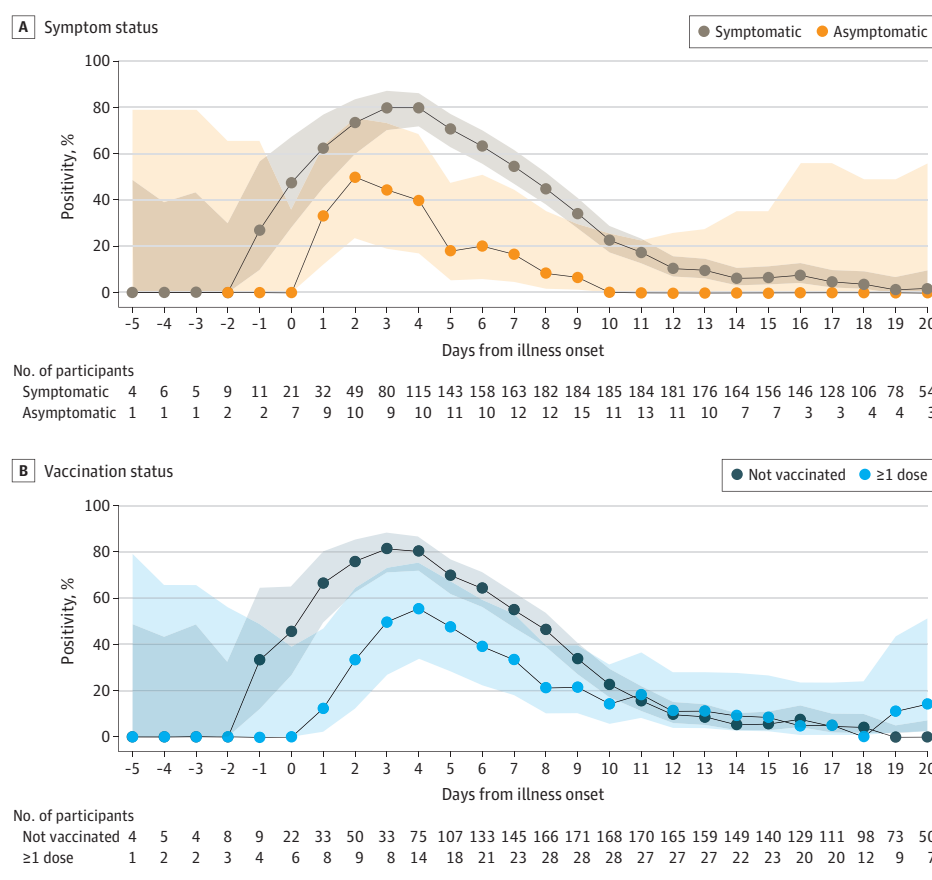 A Symptom status
Symptomatic Asymptomatic
100
80
60
40
20
0
Positivity, %
-5 -4 -3 -2 -1 0 1 2 3 4 5 6 7 8 9 10 11 12 13 14 15 16 17 18 19 20
Days from illness onset
No. of participants
Symptomatic 4 6 5 9 11 21 32 49 80 115 143 158 163 182 184 185 184 181 176 164 156 146 128 106 78 54
Asymptomatic 1 1 1 2 2 7 9 10 9 10 11 10 12 12 15 11 13 11 10 7 7 3 3 4 4 3
B Vaccination status
Not vaccinated ≥1 dose
100
80
60
40
20
0
Positivity, %
-5 -4 -3 -2 -1 0 1 2 3 4 5 6 7 8 9 10 11 12 13 14 15 16 17 18 19 20
Days from illness onset
No. of participants
Not vaccinated 4 5 4 8 9 22 33 50 33 75 107 133 145 166 171 168 170 165 159 149 140 129 111 98 73 50
≥1 dose 1 2 2 3 4 6 8 9 8 14 18 21 23 28 28 28 27 27 27 22 23 20 20 12 9 7